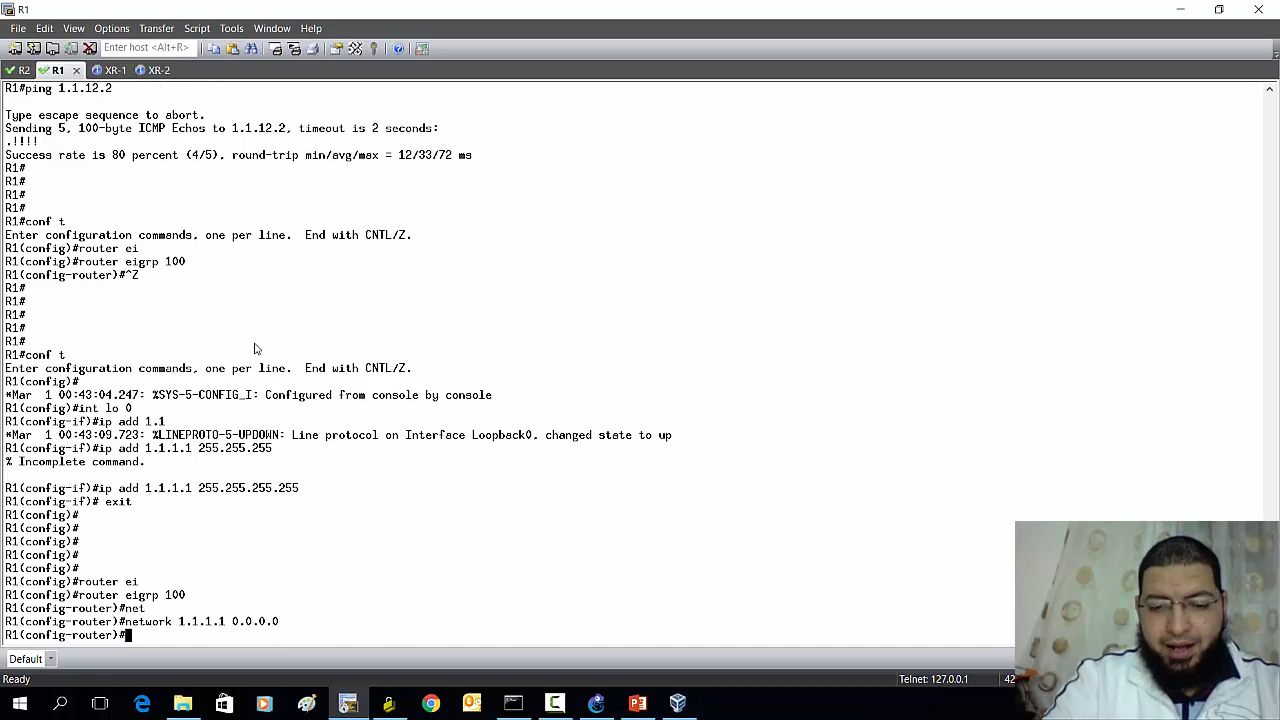 R1
File Edit View Options Transfer Script Tools Window Help
Enter host <Alt+R>
R2 R1 XR-1 XR-2
R1#ping 1.1.12.2
Type escape sequence to abort.
Sending 5, 100-byte ICMP Echos to 1.1.12.2, timeout is 2 seconds:
.!!!!
Success rate is 80 percent (4/5), round-trip min/avg/max = 12/33/72 ms
R1#
R1#
R1#
R1#
R1#conf t
Enter configuration commands, one per line.  End with CNTL/Z.
R1(config)#router ei
R1(config)#router eigrp 100
R1(config-router)#^Z
R1#
R1#
R1#
R1#
R1#
R1#conf t
Enter configuration commands, one per line.  End with CNTL/Z.
R1(config)#
*Mar  1 00:43:04.247: %SYS-5-CONFIG_I: Configured from console by console
R1(config)#int lo 0
R1(config-if)#ip add 1.1
*Mar  1 00:43:09.723: %LINEPROTO-5-UPDOWN: Line protocol on Interface Loopback0, changed state to up
R1(config-if)#ip add 1.1.1.1 255.255.255
% Incomplete command.
R1(config-if)#ip add 1.1.1.1 255.255.255.255
R1(config-if)# exit
R1(config)#
R1(config)#
R1(config)#
R1(config)#
R1(config)#
R1(config)#router ei
R1(config)#router eigrp 100
R1(config-router)#net
R1(config-router)#network 1.1.1.1 0.0.0.0
R1(config-router)#
Default
Ready Telnet: 127.0.0.1 42